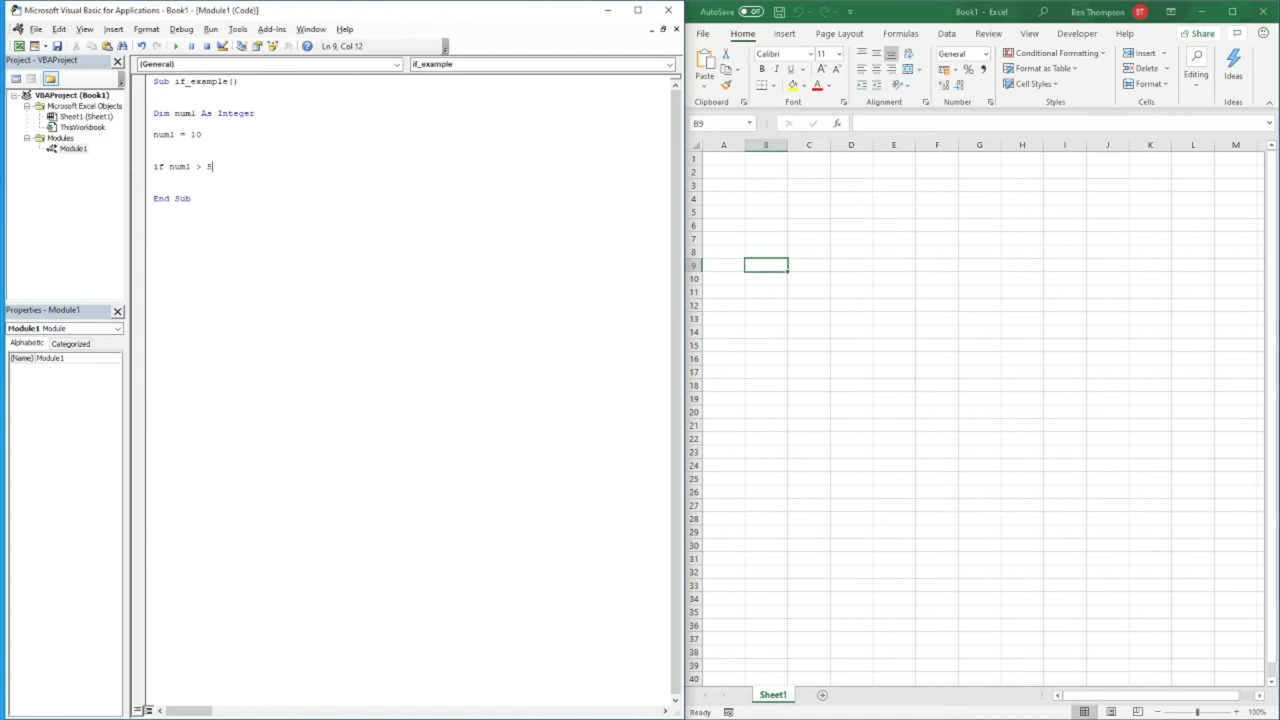 Microsoft Visual Basic for Applications - Book1 - [Module1 (Code)]
File Edit View Insert Format Debug Run Tools Add-Ins Window Help
Ln 9, Col 12
Project - VBAProject
VBAProject (Book1)
Microsoft Excel Objects
Sheet1 (Sheet1)
ThisWorkbook
Modules
Module1
Properties - Module1
Module1 Module
Alphabetic Categorized
(Name) Module1
(General) if_example
Sub if_example()
Dim num1 As Integer
num1 = 10
if num1 > 5
End Sub
AutoSave Off Book1 - Excel Ben Thompson BT
File Home Insert Page Layout Formulas Data Review View Developer Help Share
Paste Calibri 11 General Conditional Formatting Insert Editing Ideas
B I U Format as Table Delete
Cell Styles Format
Clipboard Font Alignment Number Styles Cells Ideas
B9 fx
A B C D E F G H I J K L M
1
2
3
4
5
6
7
8
9
10
11
12
13
14
15
16
17
18
19
20
21
22
23
24
25
26
27
28
29
30
31
32
33
34
35
36
37
38
39
40
Sheet1
Ready 100%